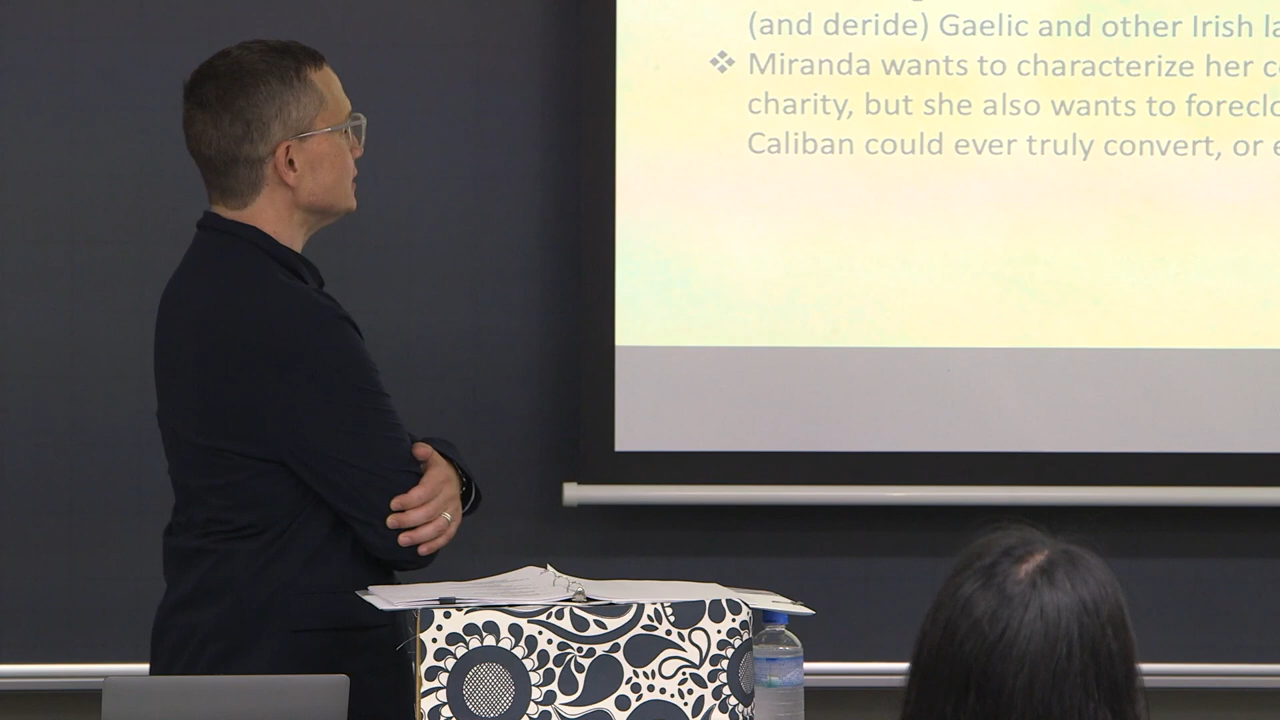 (and deride) Gaelic and other Irish la
❖ Miranda wants to characterize her c
charity, but she also wants to foreclo
Caliban could ever truly convert, or e